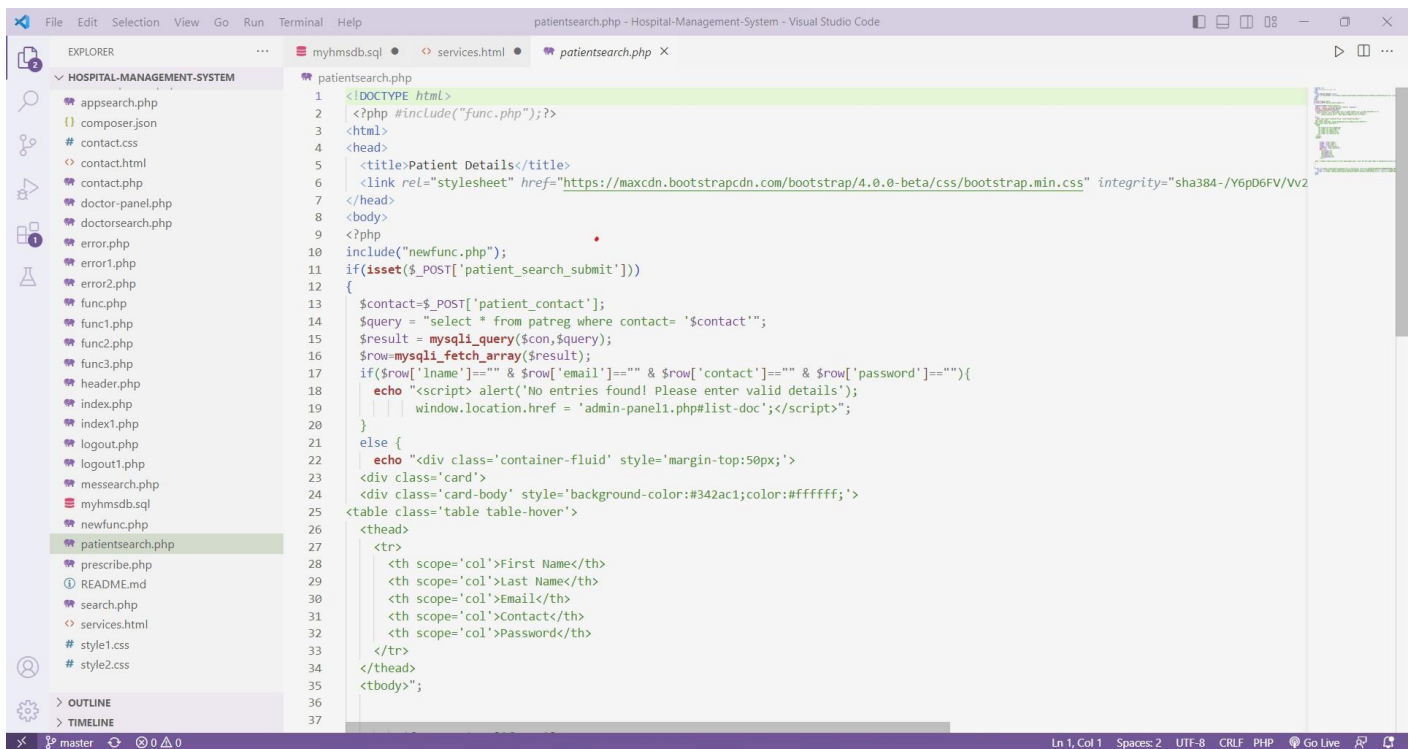 File Edit Selection View Go Run Terminal Help
patientsearch.php - Hospital-Management-System - Visual Studio Code
EXPLORER
myhmsdb.sql
services.html
patientsearch.php
HOSPITAL-MANAGEMENT-SYSTEM
appsearch.php
composer.json
contact.css
contact.html
contact.php
doctor-panel.php
doctorsearch.php
error.php
error1.php
error2.php
func.php
func1.php
func2.php
func3.php
header.php
index.php
index1.php
logout.php
logout1.php
messearch.php
myhmsdb.sql
newfunc.php
patientsearch.php
prescribe.php
README.md
search.php
services.html
style1.css
style2.css
OUTLINE
TIMELINE
2
1
patientsearch.php
1 <!DOCTYPE html>
2 <?php #include("func.php");?>
3 <html>
4 <head>
5 <title>Patient Details</title>
6 <link rel="stylesheet" href="https://maxcdn.bootstrapcdn.com/bootstrap/4.0.0-beta/css/bootstrap.min.css" integrity="sha384-/Y6pD6FV/Vv2
7 </head>
8 <body>
9 <?php
10 include("newfunc.php");
11 if(isset($_POST['patient_search_submit']))
12 {
13 $contact=$_POST['patient_contact'];
14 $query = "select * from patreg where contact= '$contact'";
15 $result = mysqli_query($con,$query);
16 $row=mysqli_fetch_array($result);
17 if($row['lname']=="" & $row['email']=="" & $row['contact']=="" & $row['password']==""){
18 echo "<script> alert('No entries found! Please enter valid details');
19 window.location.href = 'admin-panel1.php#list-doc';</script>";
20 }
21 else {
22 echo "<div class='container-fluid' style='margin-top:50px;'>
23 <div class='card'>
24 <div class='card-body' style='background-color:#342ac1;color:#ffffff;'>
25 <table class='table table-hover'>
26 <thead>
27 <tr>
28 <th scope='col'>First Name</th>
29 <th scope='col'>Last Name</th>
30 <th scope='col'>Email</th>
31 <th scope='col'>Contact</th>
32 <th scope='col'>Password</th>
33 </tr>
34 </thead>
35 <tbody>";
36
37
master 0 0
Ln 1, Col 1 Spaces: 2 UTF-8 CRLF PHP Go Live